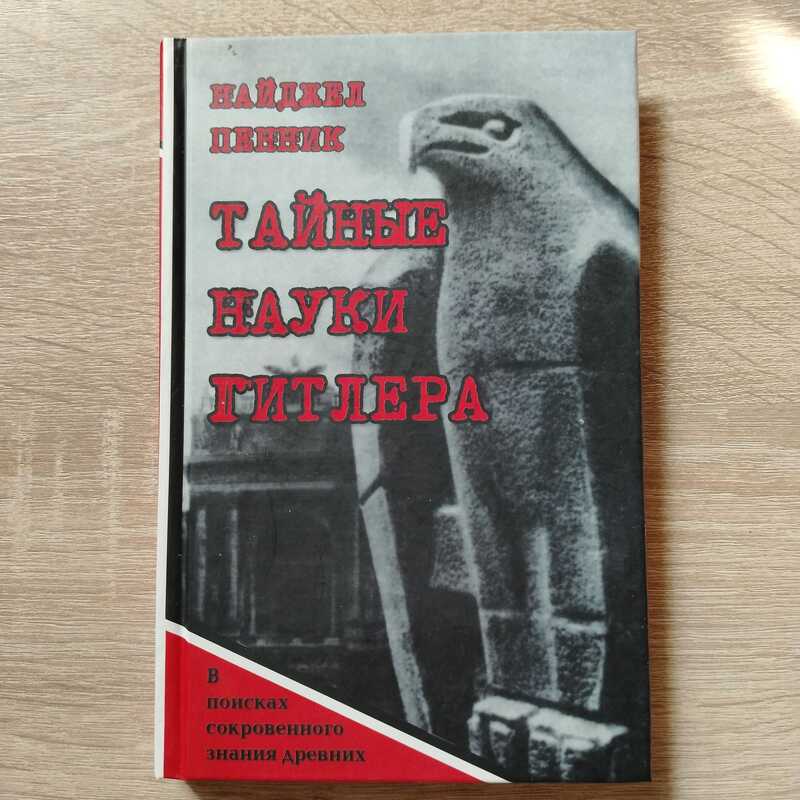 НАЙДЖЕЛ
ПЕННИК
ТАЙНЫЕ
НАУКИ
ГИТЛЕРА
В
поисках
сокровенного
знания древних